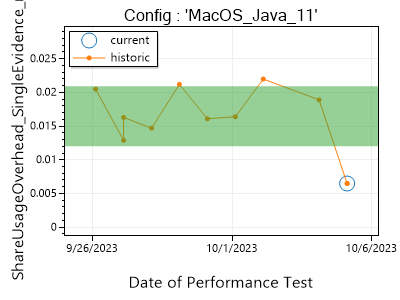 Config : 'MacOS_Java_11'
current
historic
0.025
0.02
0.015
0.01
0.005
0
9/26/2023
10/1/2023
10/6/2023
Date of Performance Test
ShareUsageOverhead_SingleEvidence_